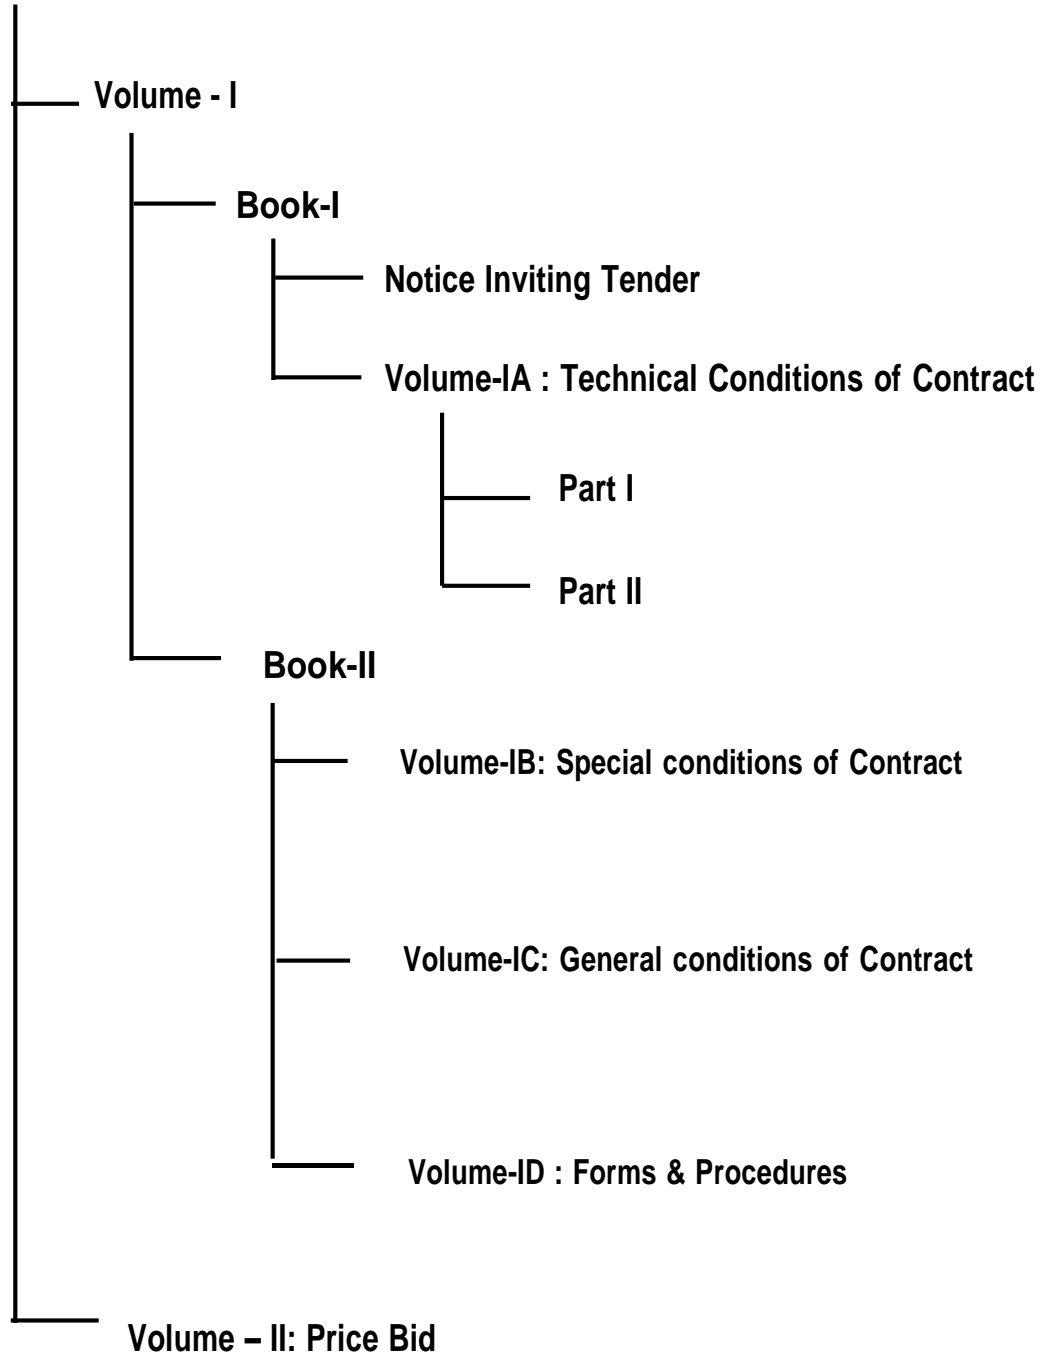 Volume - I
Book-I
Notice Inviting Tender
Volume-IA : Technical Conditions of Contract
Part I
Part II
Book-II
Volume-IB: Special conditions of Contract
Volume-IC: General conditions of Contract
Volume-ID : Forms & Procedures
Volume – II: Price Bid